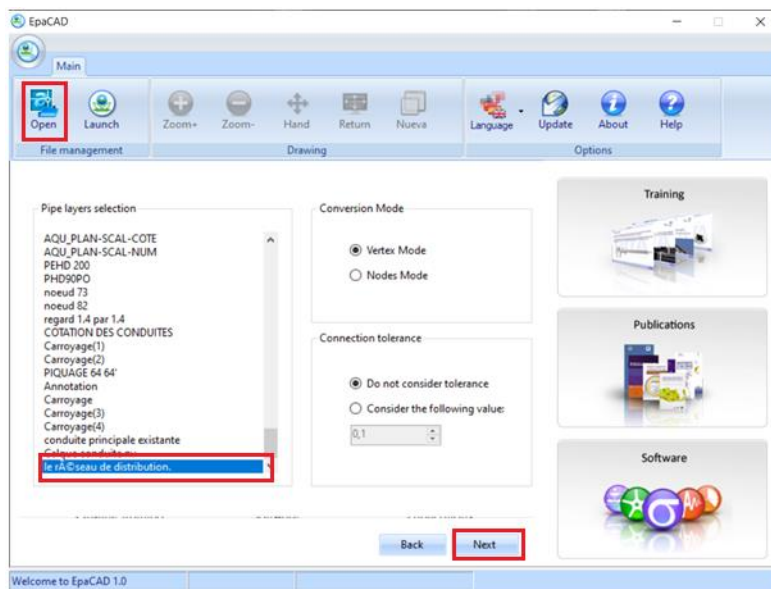 EpaCAD
Main
Open
Launch
Zoom+
Zoom-
Hand
Return
Nueva
Language
Update
About
Help
File management
Drawing
Options
Pipe layers selection
AQU_PLAN-SCAL-COTE
AQU_PLAN-SCAL-NUM
PEHD 200
PHD90PO
noeud 73
noeud 82
regard 1.4 par 1.4
COTATION DES CONDUITES
Carroyage(1)
Carroyage(2)
PIQUAGE 64 64'
Annotation
Carroyage
Carroyage(3)
Carroyage(4)
conduite principale existante
le rÃ©seau de distribution.
Conversion Mode
Vertex Mode
Nodes Mode
Connection tolerance
Do not consider tolerance
Consider the following value:
0,1
Back
Next
Training
Publications
Software
Welcome to EpaCAD 1.0